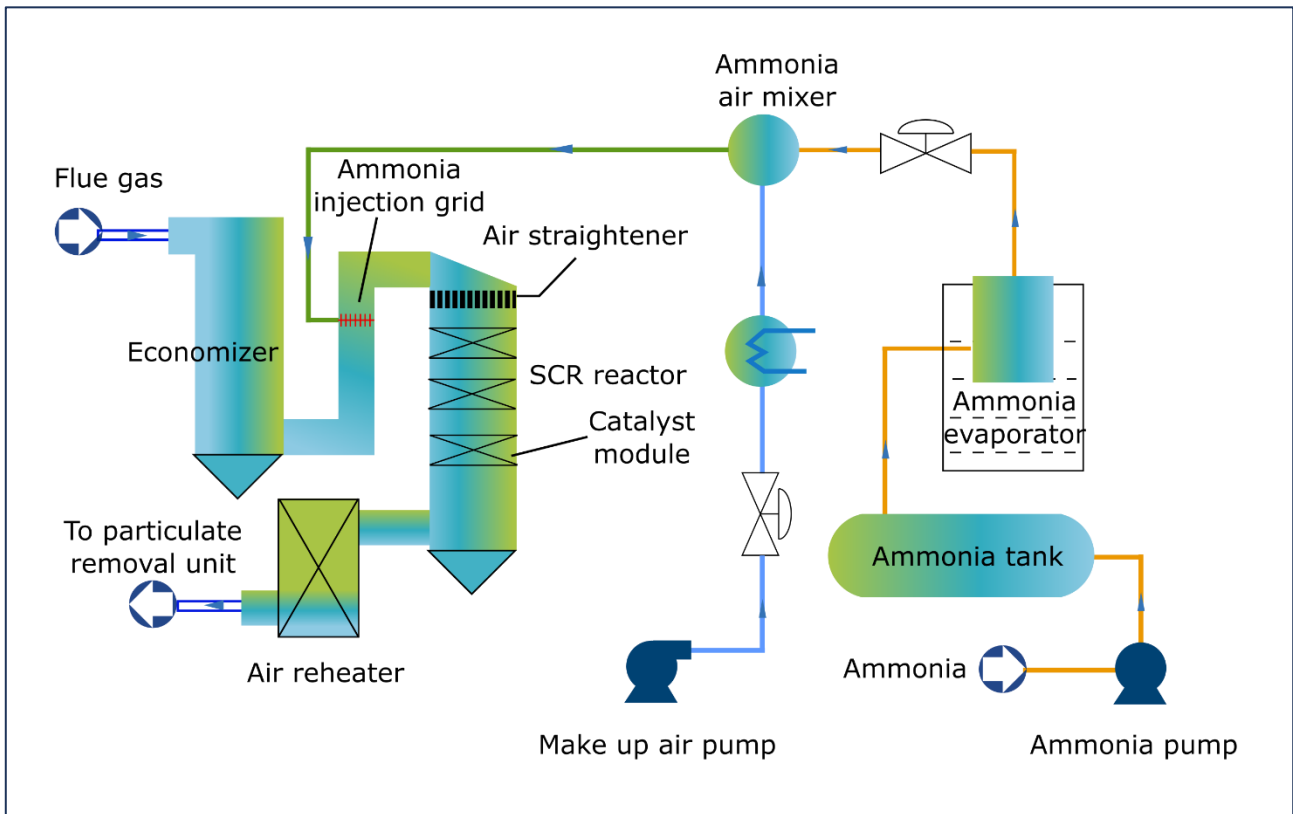 Ammonia
air mixer
Flue gas
Ammonia
injection grid
Air straightener
Economizer
SCR reactor
Catalyst
module
Ammonia
evaporator
To particulate
removal unit
Ammonia tank
Air reheater
Ammonia
Make up air pump
Ammonia pump